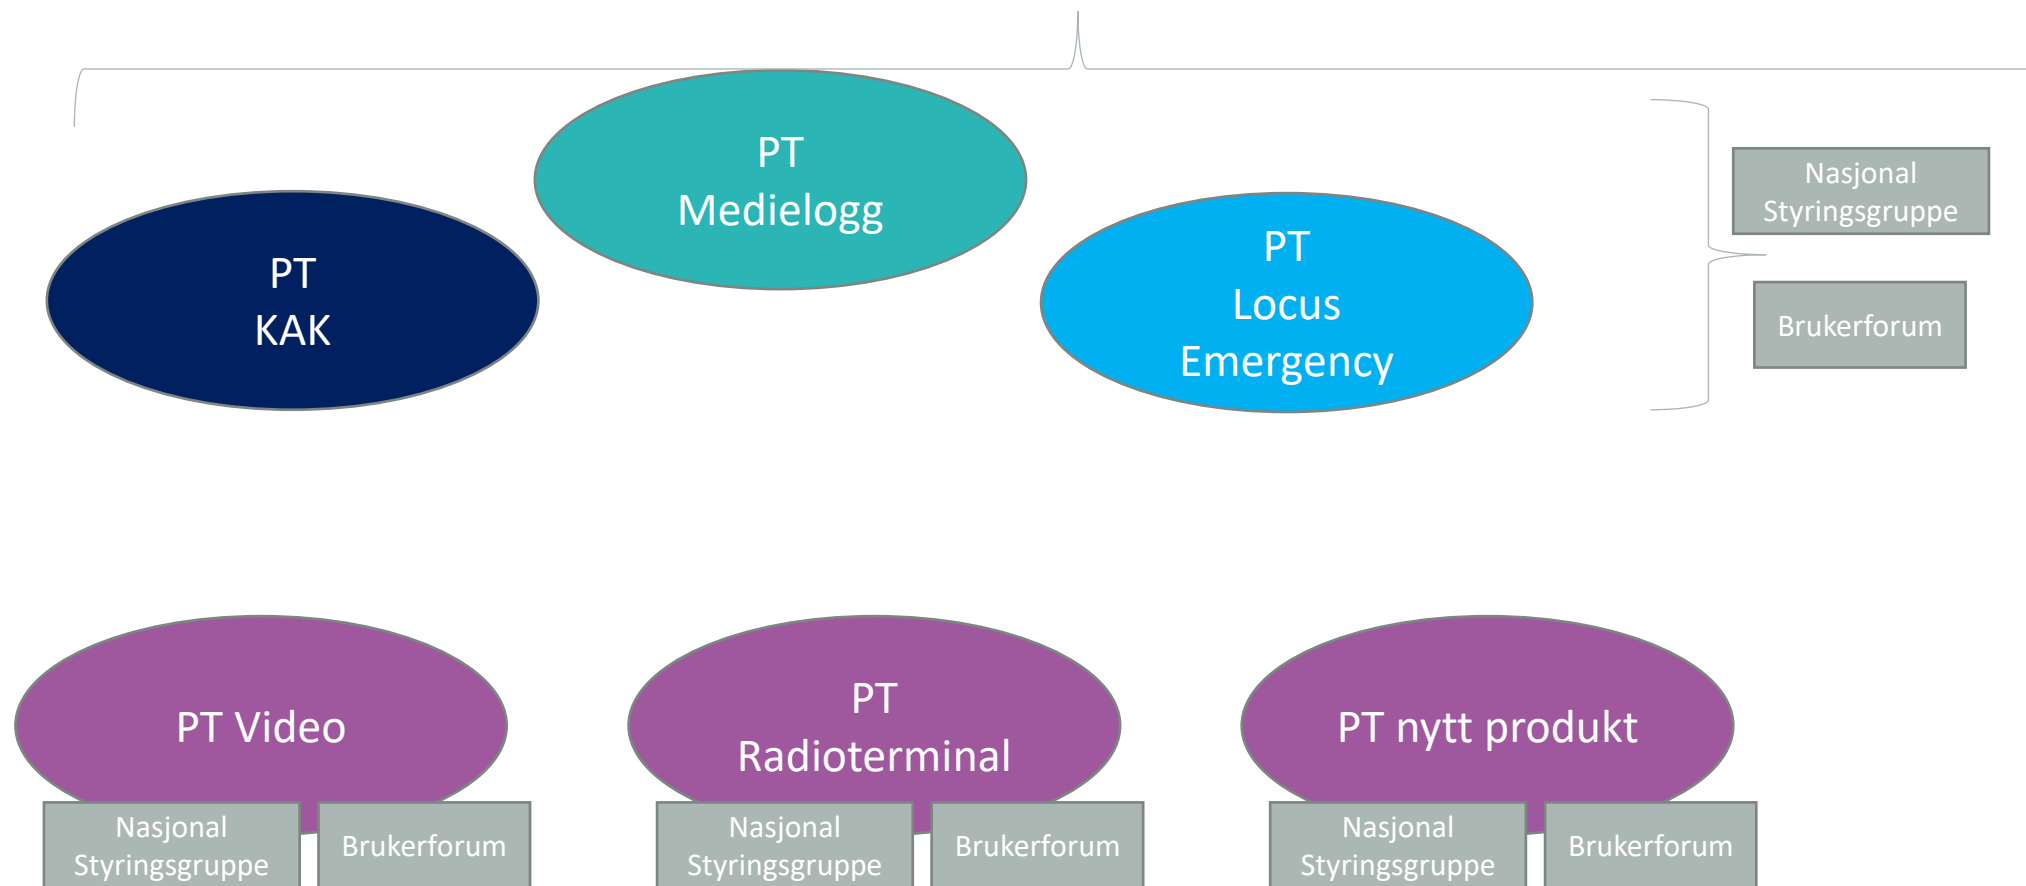 PT
Medielogg
PT
KAK
PT
Locus
Emergency
Nasjonal
Styringsgruppe
Brukerforum
PT Video
Nasjonal
Styringsgruppe
Brukerforum
PT
Radioterminal
Nasjonal
Styringsgruppe
Brukerforum
PT nytt produkt
Nasjonal
Styringsgruppe
Brukerforum